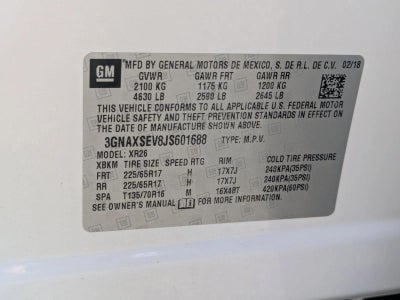 GM
MFD BY GENERAL MOTORS DE MEXICO, S. DE R.L. DE C.V. 02/18
GVWR GAWR FRT GAWR RR
2100 KG 1175 KG 1200 KG
4630 LB 2590 LB 2645 LB
THIS VEHICLE CONFORMS TO ALL APPLICABLE U.S. FEDERAL MOTOR
VEHICLE SAFETY, BUMPER, AND THEFT PREVENTION STANDARDS IN
EFFECT ON THE DATE OF MANUFACTURE SHOWN ABOVE.
3GNAXSEV8JS601688 TYPE: M.P.V.
MODEL: XR26
XBKM TIRE SIZE SPEED RTG RIM COLD TIRE PRESSURE
FRT 225/65R17 H 17X7J 240KPA(35PSI)
RR 225/65R17 H 17X7J 240KPA(35PSI)
SPA T135/70R16 M 16X4BT 420KPA(60PSI)
SEE OWNER'S MANUAL FOR MORE INFORMATION.